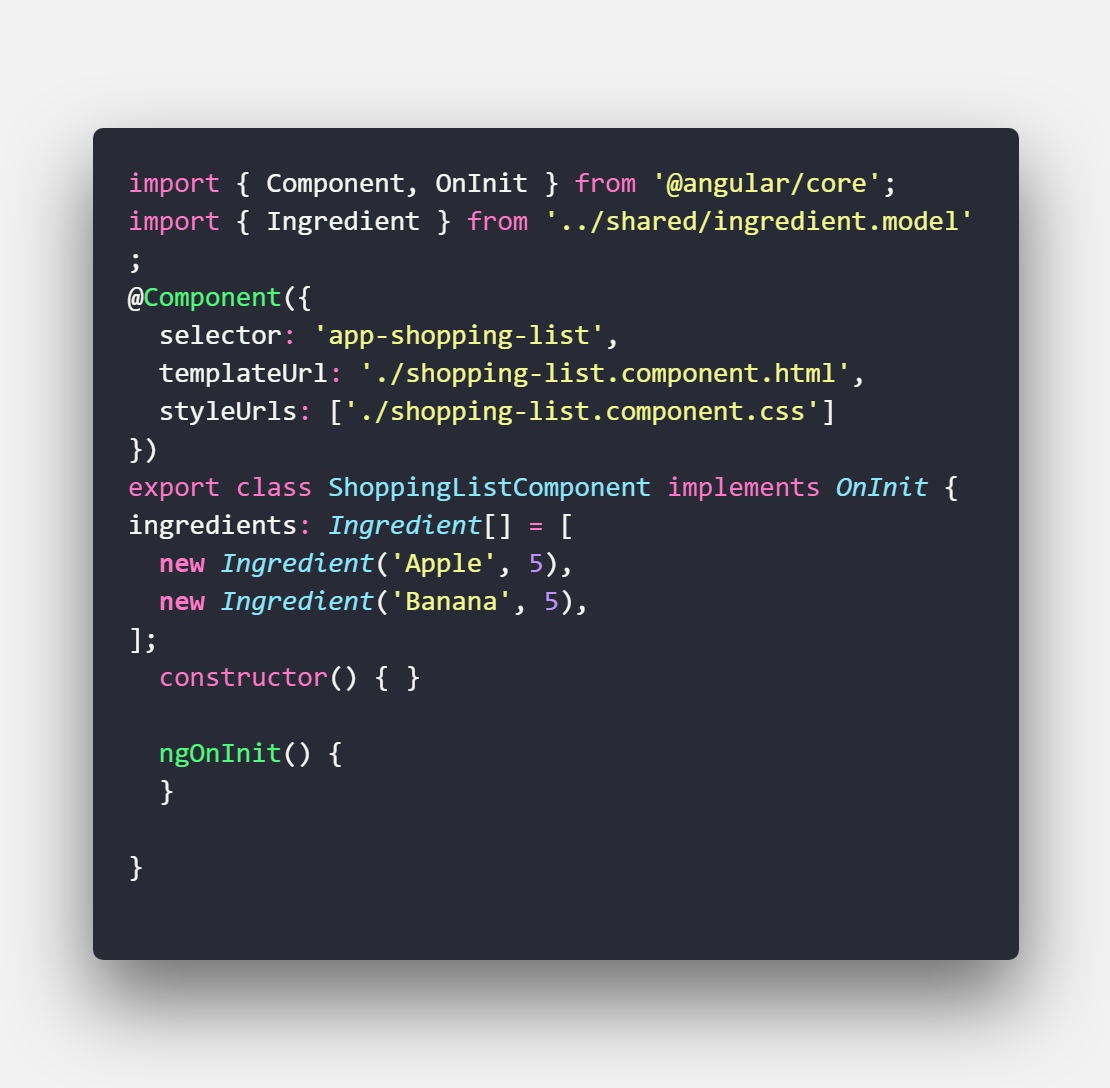 import { Component, OnInit } from '@angular/core';
import { Ingredient } from '../shared/ingredient.model'
;
@Component({
  selector: 'app-shopping-list',
  templateUrl: './shopping-list.component.html',
  styleUrls: ['./shopping-list.component.css']
})
export class ShoppingListComponent implements OnInit {
ingredients: Ingredient[] = [
  new Ingredient('Apple', 5),
  new Ingredient('Banana', 5),
];
  constructor() { }
  ngOnInit() {
  }
}